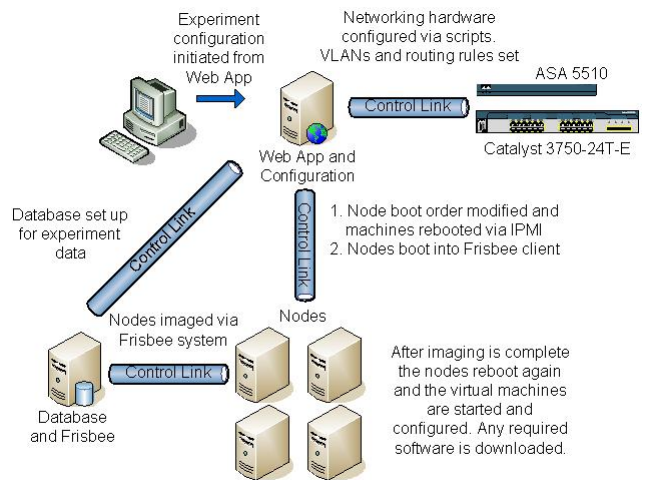 Experiment
configuration
initiated from
Web App
Networking hardware
configured via scripts.
VLANs and routing rules set
ASA 5510
Control Link
Catalyst 3750-24T-E
Web App and
Configuration
Database set up
for experiment
data
Control Link
Control Link
1. Node boot order modified and
machines rebooted via IPMI
2. Nodes boot into Frisbee client
Nodes imaged via
Frisbee system
Nodes
Control Link
Database
and Frisbee
After imaging is complete
the nodes reboot again
and the virtual machines
are started and
configured. Any required
software is downloaded.